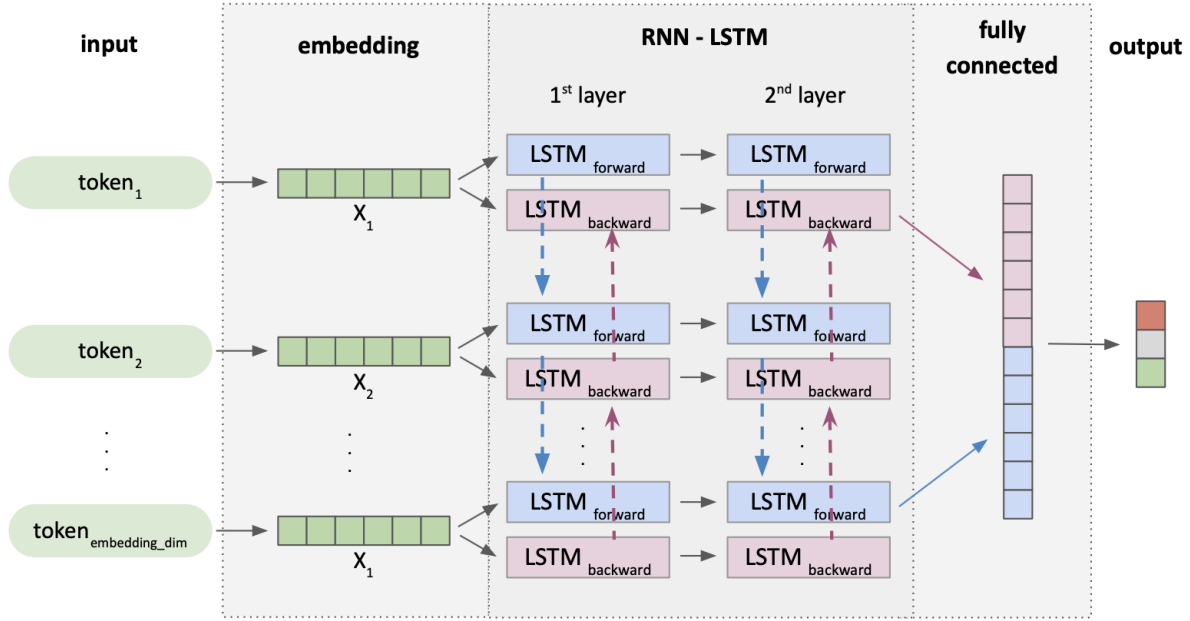 input
embedding
RNN - LSTM
fully
connected
output
1st layer
2nd layer
token1
X1
LSTM forward
LSTM forward
LSTM backward
LSTM backward
token2
X2
LSTM forward
LSTM forward
LSTM backward
LSTM backward
tokenembedding_dim
X1
LSTM forward
LSTM forward
LSTM backward
LSTM backward